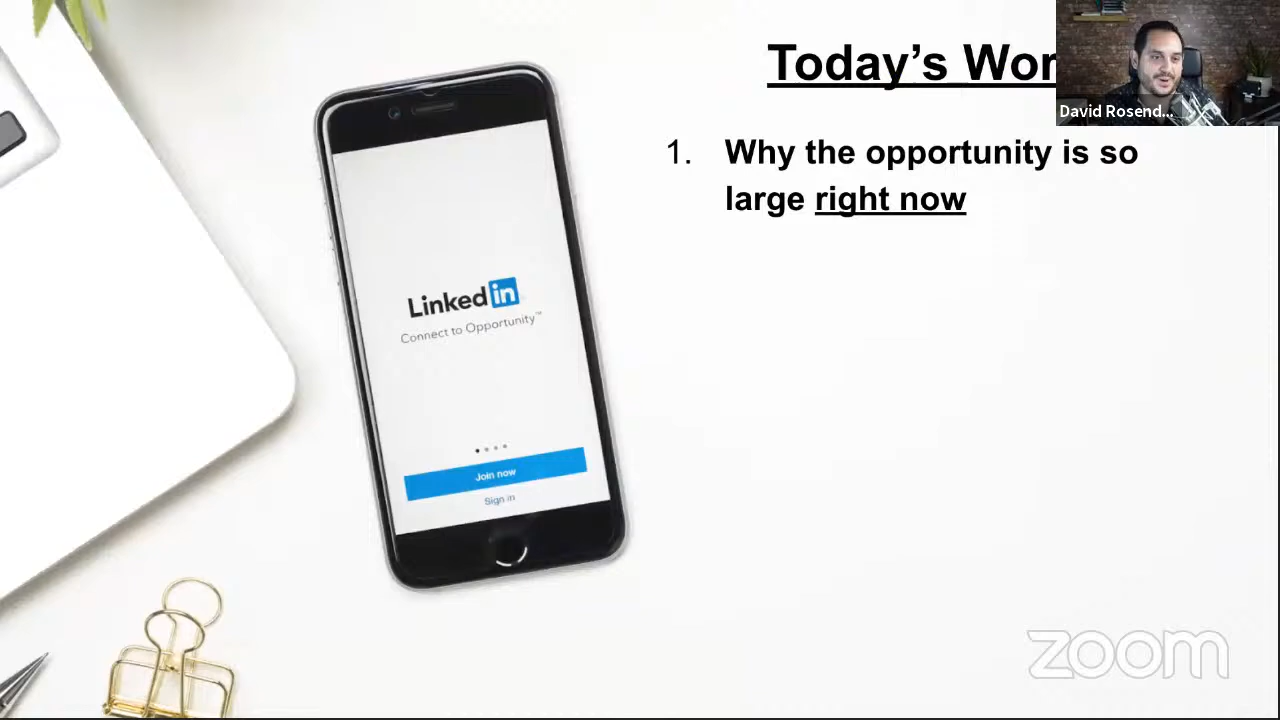 Today's Wor
David Rosend...
1. Why the opportunity is so
large right now
Linkedin
Connect to Opportunity™
Join now
Sign in
zoom